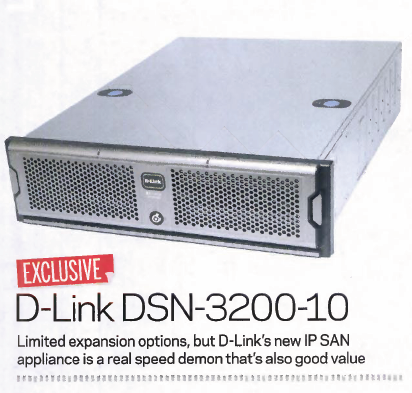 D-Link
EXCLUSIVE
D-Link DSN-3200-10
Limited expansion options, but D-Link's new IP SAN
appliance is a real speed demon that's also good value